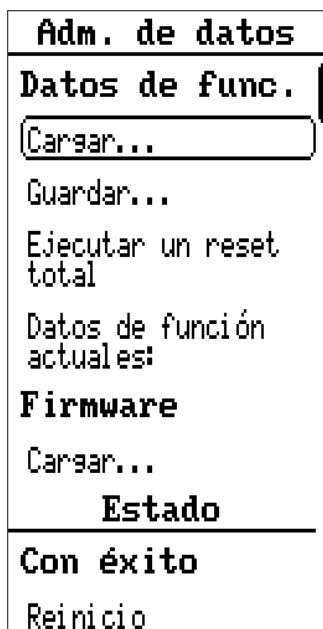 Adm. de datos
Datos de func.
Cargar...
Guardar...
Ejecutar un reset
total
Datos de función
actuales:
Firmware
Cargar...
Estado
Con éxito
Reinicio